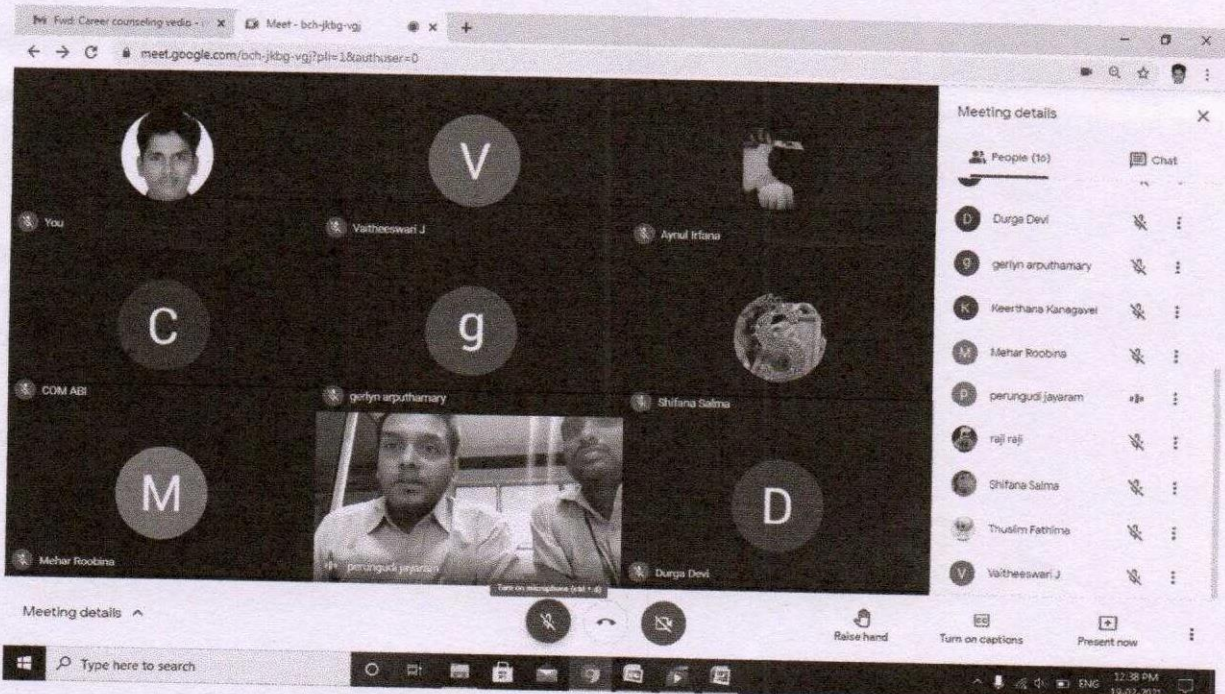 Fwd: Career counseling vedio -
Meet - bch-jkbg-vgj
meet.google.com/bch-jkbg-vgj?pli=1&authuser=0
V
You
Vaitheeswari J
Aynul Irfana
C
g
COM ABI
gerlyn arputhamary
Shifana Salma
M
D
Mehar Roobina
perungudi jayaram
Durga Devi
Turn on microphone (ctrl + d)
Meeting details
People (16)
Chat
D Durga Devi
g gerlyn arputhamary
K Keerthana Kanagavel
M Mehar Roobina
p perungudi jayaram
raji raji
Shifana Salma
Thuslim Fathima
V Vaitheeswari J
Meeting details
Raise hand
Turn on captions
Present now
Type here to search
ENG
12:38 PM